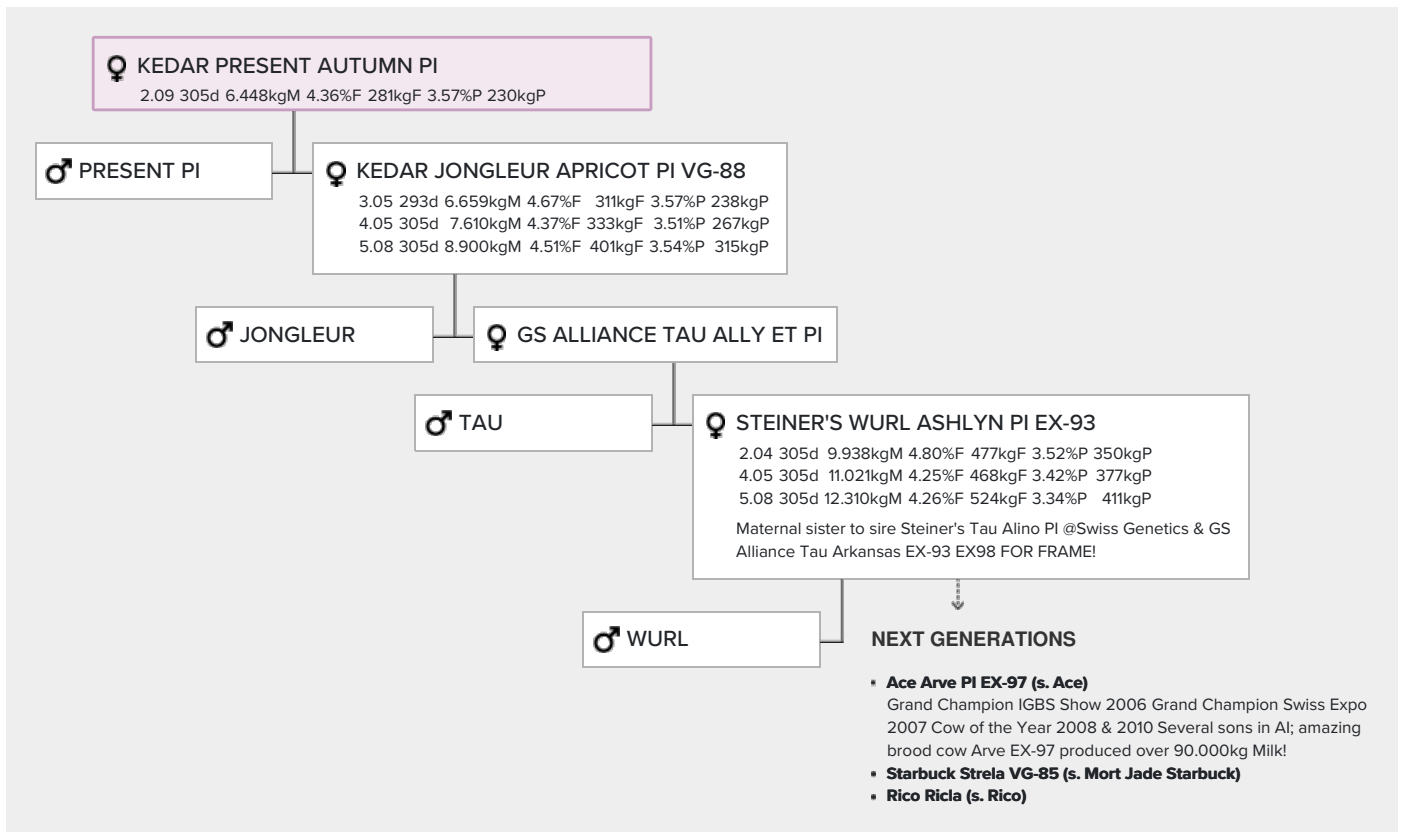 KEDAR PRESENT AUTUMN PI
2.09 305d 6.448kgM 4.36%F 281kgF 3.57%P 230kgP
PRESENT PI
KEDAR JONGLEUR APRICOT PI VG-88
3.05 293d 6.659kgM 4.67%F 311kgF 3.57%P 238kgP
4.05 305d 7.610kgM 4.37%F 333kgF 3.51%P 267kgP
5.08 305d 8.900kgM 4.51%F 401kgF 3.54%P 315kgP
JONGLEUR
GS ALLIANCE TAU ALLY ET PI
TAU
STEINER'S WURL ASHLYN PI EX-93
2.04 305d 9.938kgM 4.80%F 477kgF 3.52%P 350kgP
4.05 305d 11.021kgM 4.25%F 468kgF 3.42%P 377kgP
5.08 305d 12.310kgM 4.26%F 524kgF 3.34%P 411kgP
Maternal sister to sire Steiner's Tau Alino PI @Swiss Genetics & GS
Alliance Tau Arkansas EX-93 EX98 FOR FRAME!
WURL
NEXT GENERATIONS
Ace Arve PI EX-97 (s. Ace)
Grand Champion IGBS Show 2006 Grand Champion Swiss Expo
2007 Cow of the Year 2008 & 2010 Several sons in AI; amazing
brood cow Arve EX-97 produced over 90.000kg Milk!
Starbuck Strela VG-85 (s. Mort Jade Starbuck)
Rico Ricla (s. Rico)